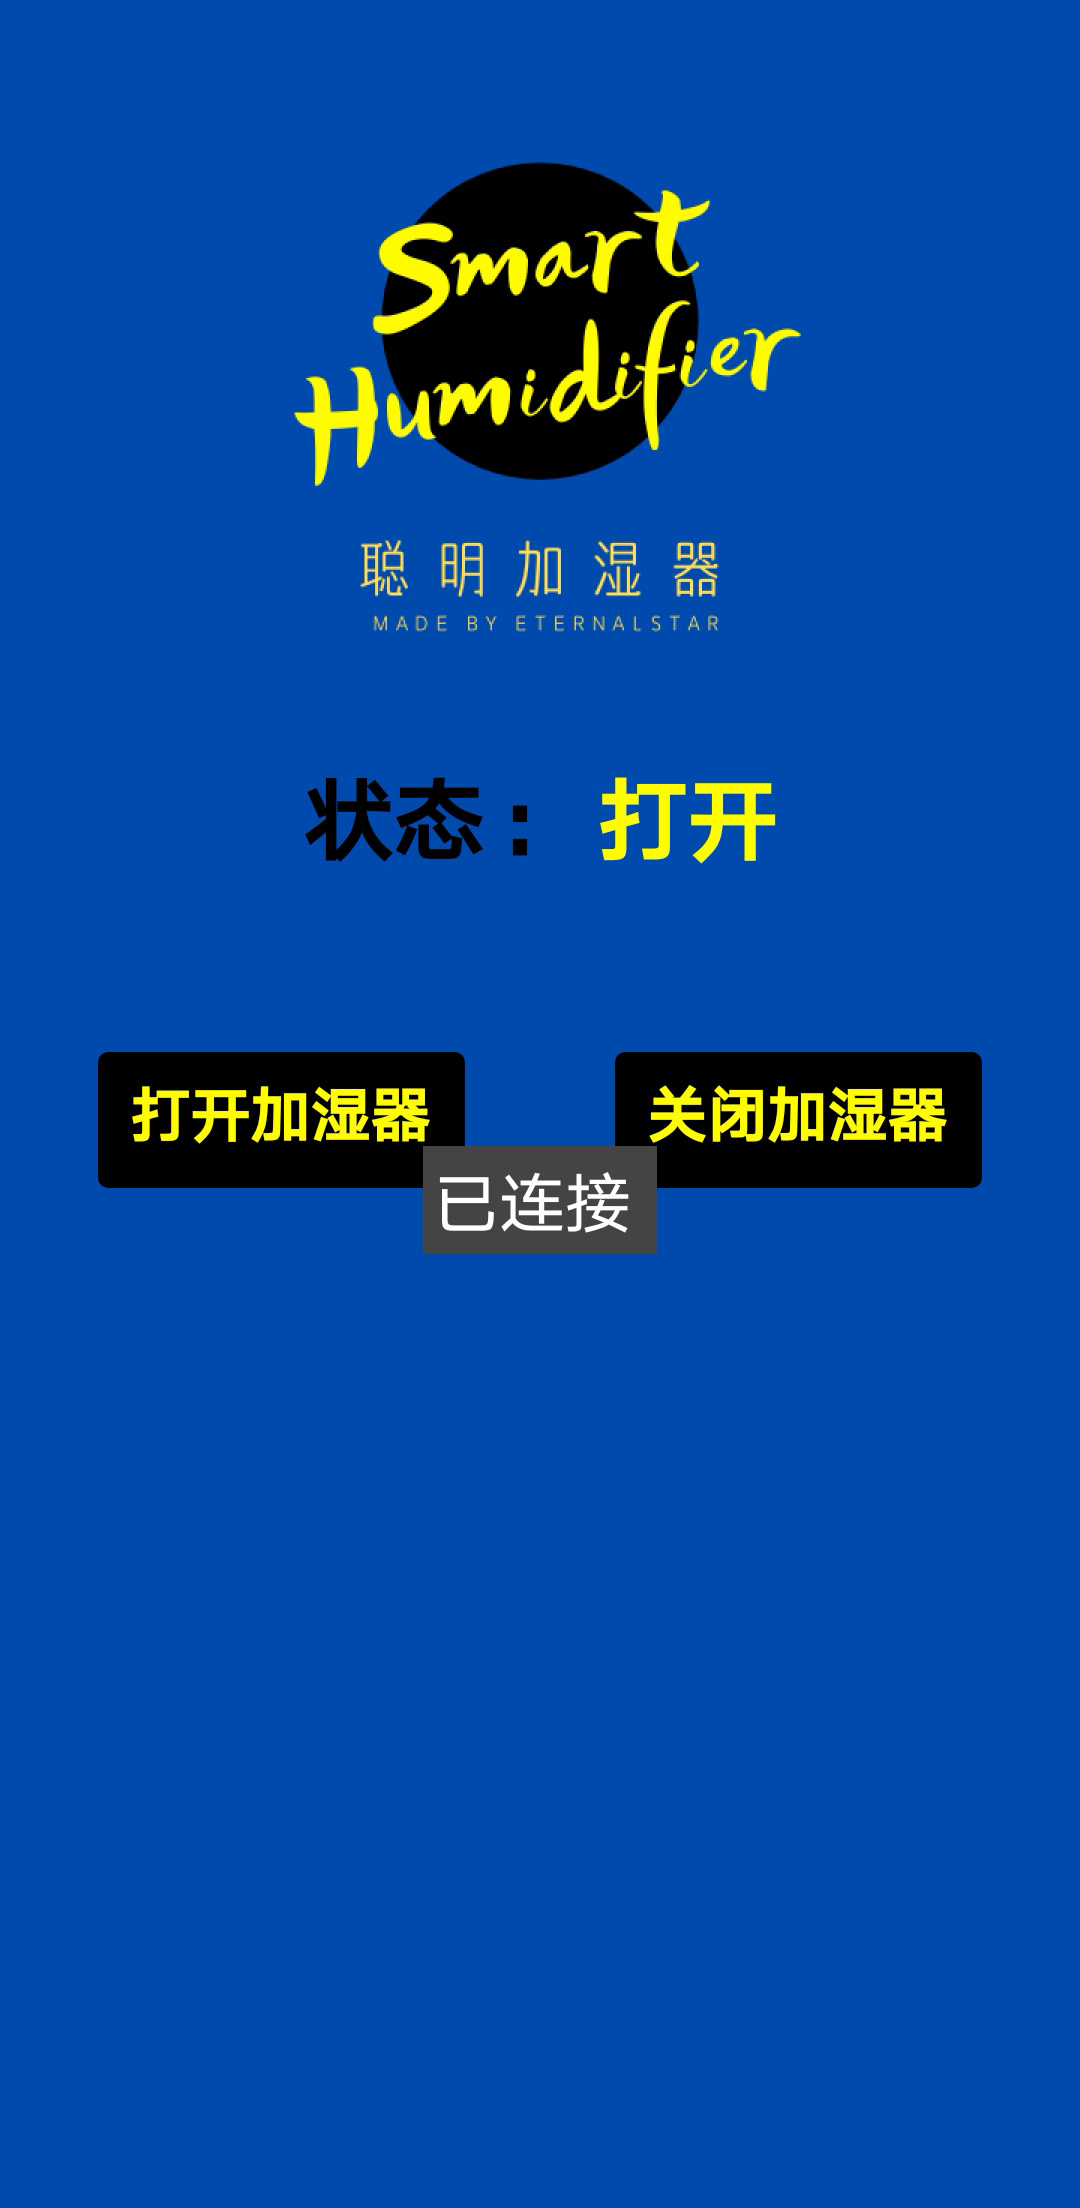 Smart
Humidifier
聪明加湿器
MADE BY ETERNALSTAR
状态： 打开
打开加湿器 关闭加湿器
已连接